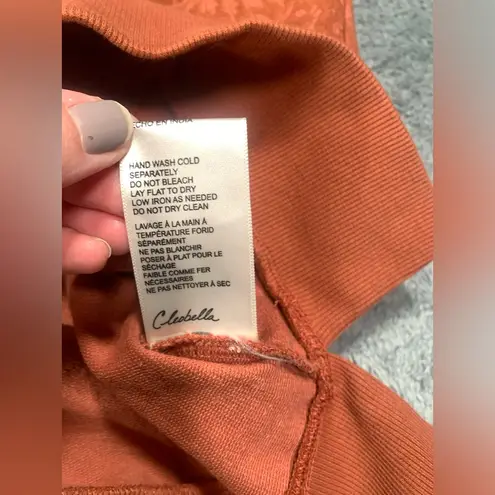 HECHO EN INDIA
HAND WASH COLD
SEPARATELY
DO NOT BLEACH
LAY FLAT TO DRY
LOW IRON AS NEEDED
DO NOT DRY CLEAN
LAVAGE À LA MAIN À
TEMPÉRATURE FORID
SÉPARÉMENT
NE PAS BLANCHIR
POSER À PLAT POUR LE
SÉCHAGE
FAIBLE COMME FER
NÉCESSAIRES
NE PAS NETTOYER À SEC
Cleobella